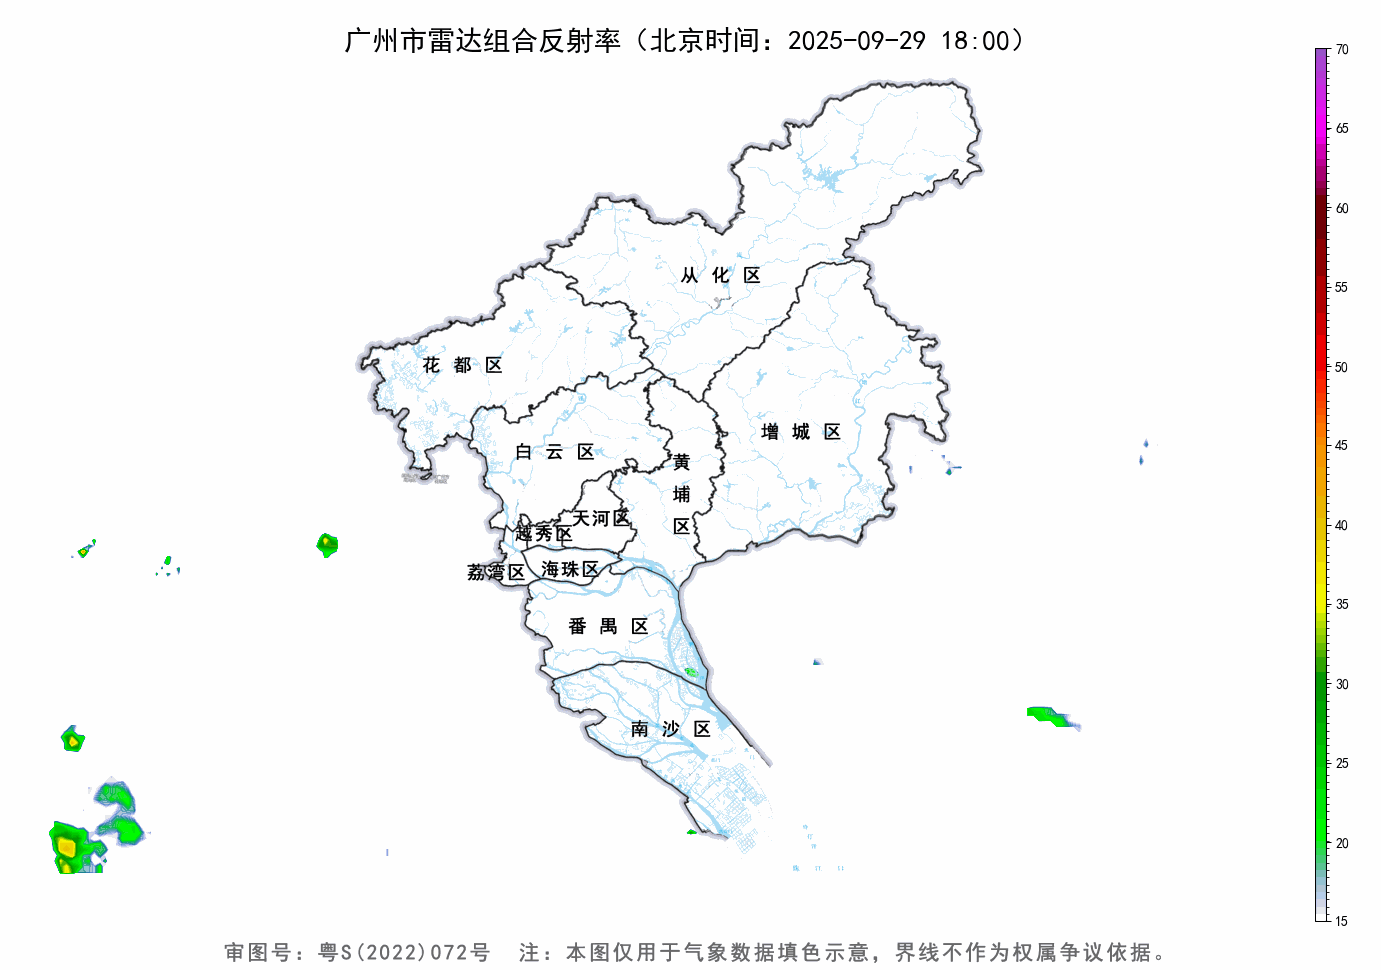 广州市雷达组合反射率（北京时间：2025-09-29 18:00）
70
65
60
55
50
45
40
35
30
25
20
15
从化区
花都区
增城区
白云区
黄埔区
天河区
越秀区
荔湾区
海珠区
番禺区
南沙区
审图号：粤S(2022)072号 注：本图仅用于气象数据填色示意，界线不作为权属争议依据。